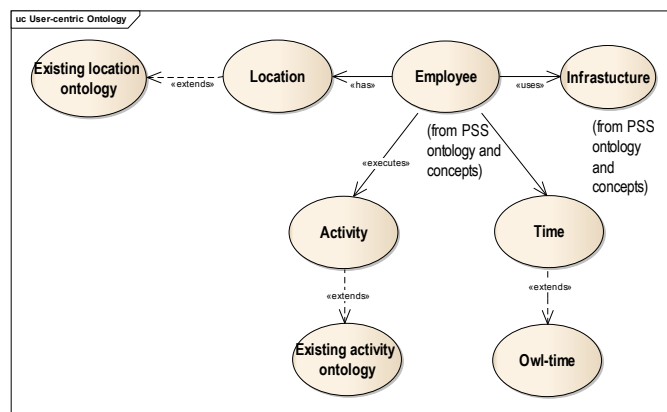 uc User-centric Ontology
Existing location
ontology
«extends»
Location
«has»
Employee
«uses»
Infrastucture
(from PSS
ontology and
concepts)
(from PSS
ontology
and
concepts)
«executes»
Activity
Time
«extends»
«extends»
Existing activity
ontology
Owl-time